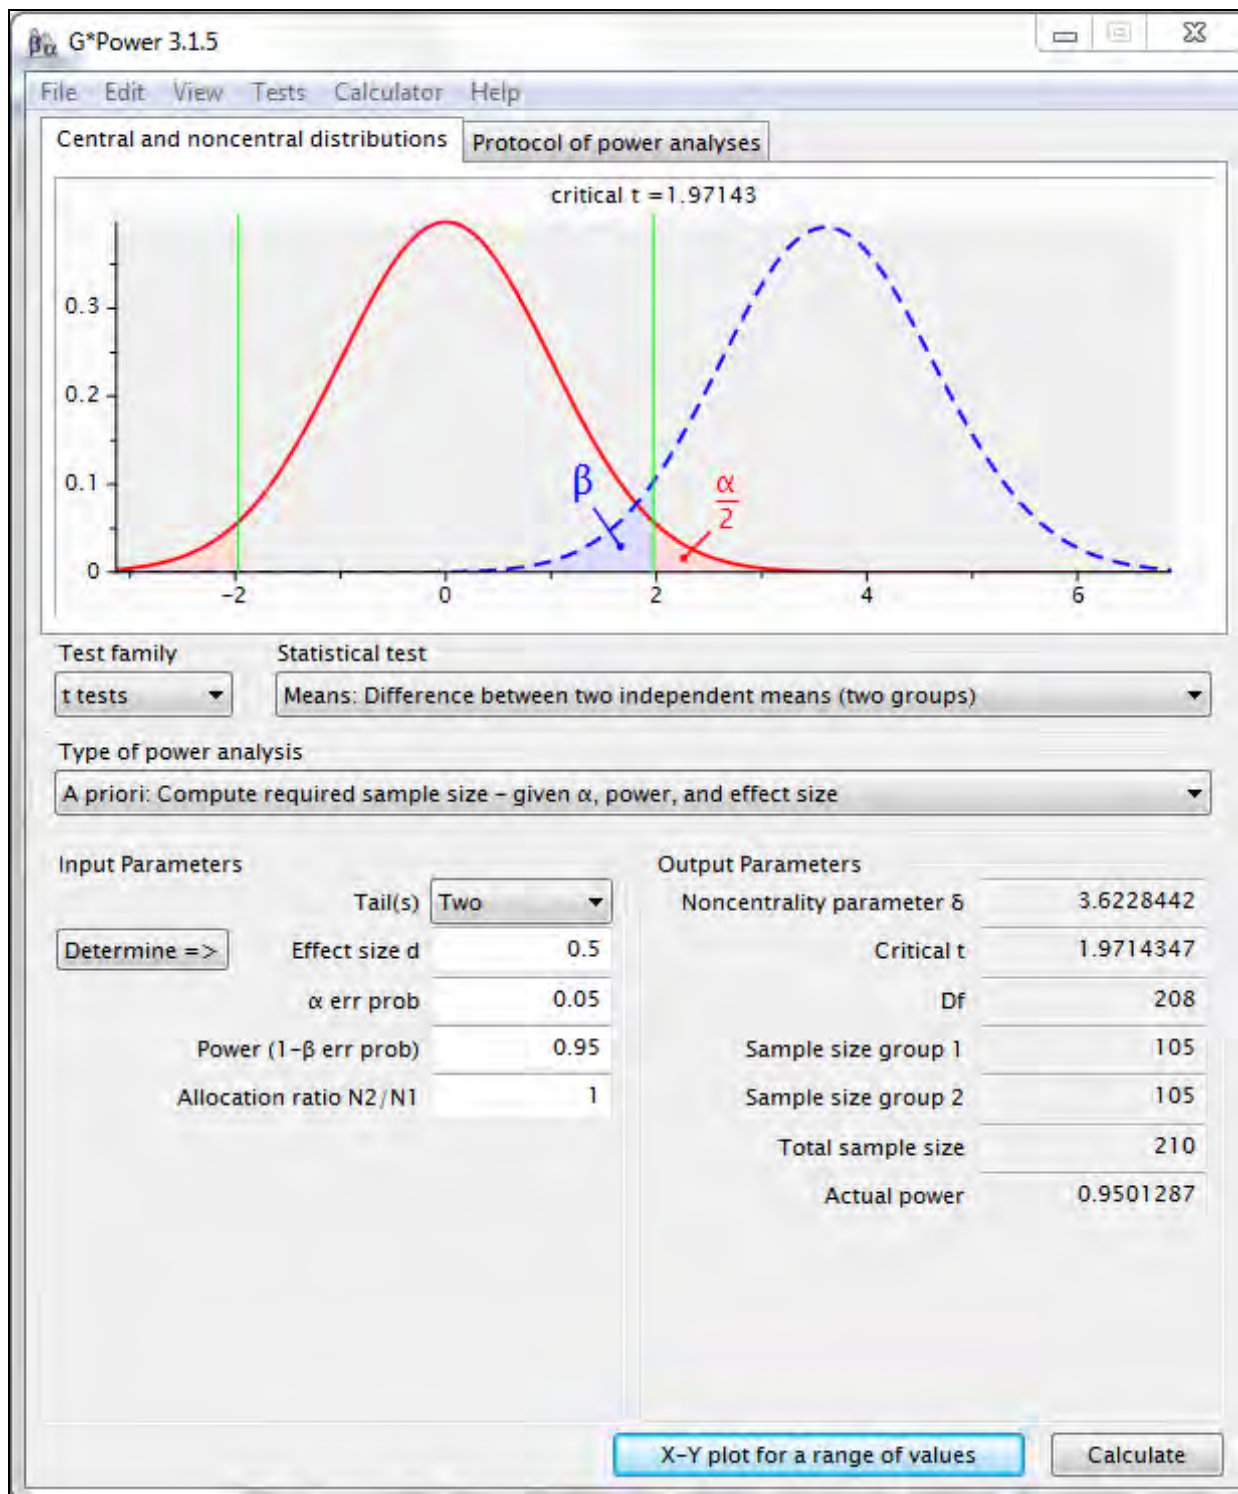 G*Power 3.1.5
File Edit View Tests Calculator Help
Central and noncentral distributions Protocol of power analyses
critical t =1.97143
0.3
0.2
0.1
0
β
α
2
-2 0 2 4 6
Test family Statistical test
t tests Means: Difference between two independent means (two groups)
Type of power analysis
A priori: Compute required sample size – given α, power, and effect size
Input Parameters Output Parameters
Tail(s) Two Noncentrality parameter δ 3.6228442
Determine => Effect size d 0.5 Critical t 1.9714347
α err prob 0.05 Df 208
Power (1-β err prob) 0.95 Sample size group 1 105
Allocation ratio N2/N1 1 Sample size group 2 105
Total sample size 210
Actual power 0.9501287
X-Y plot for a range of values Calculate